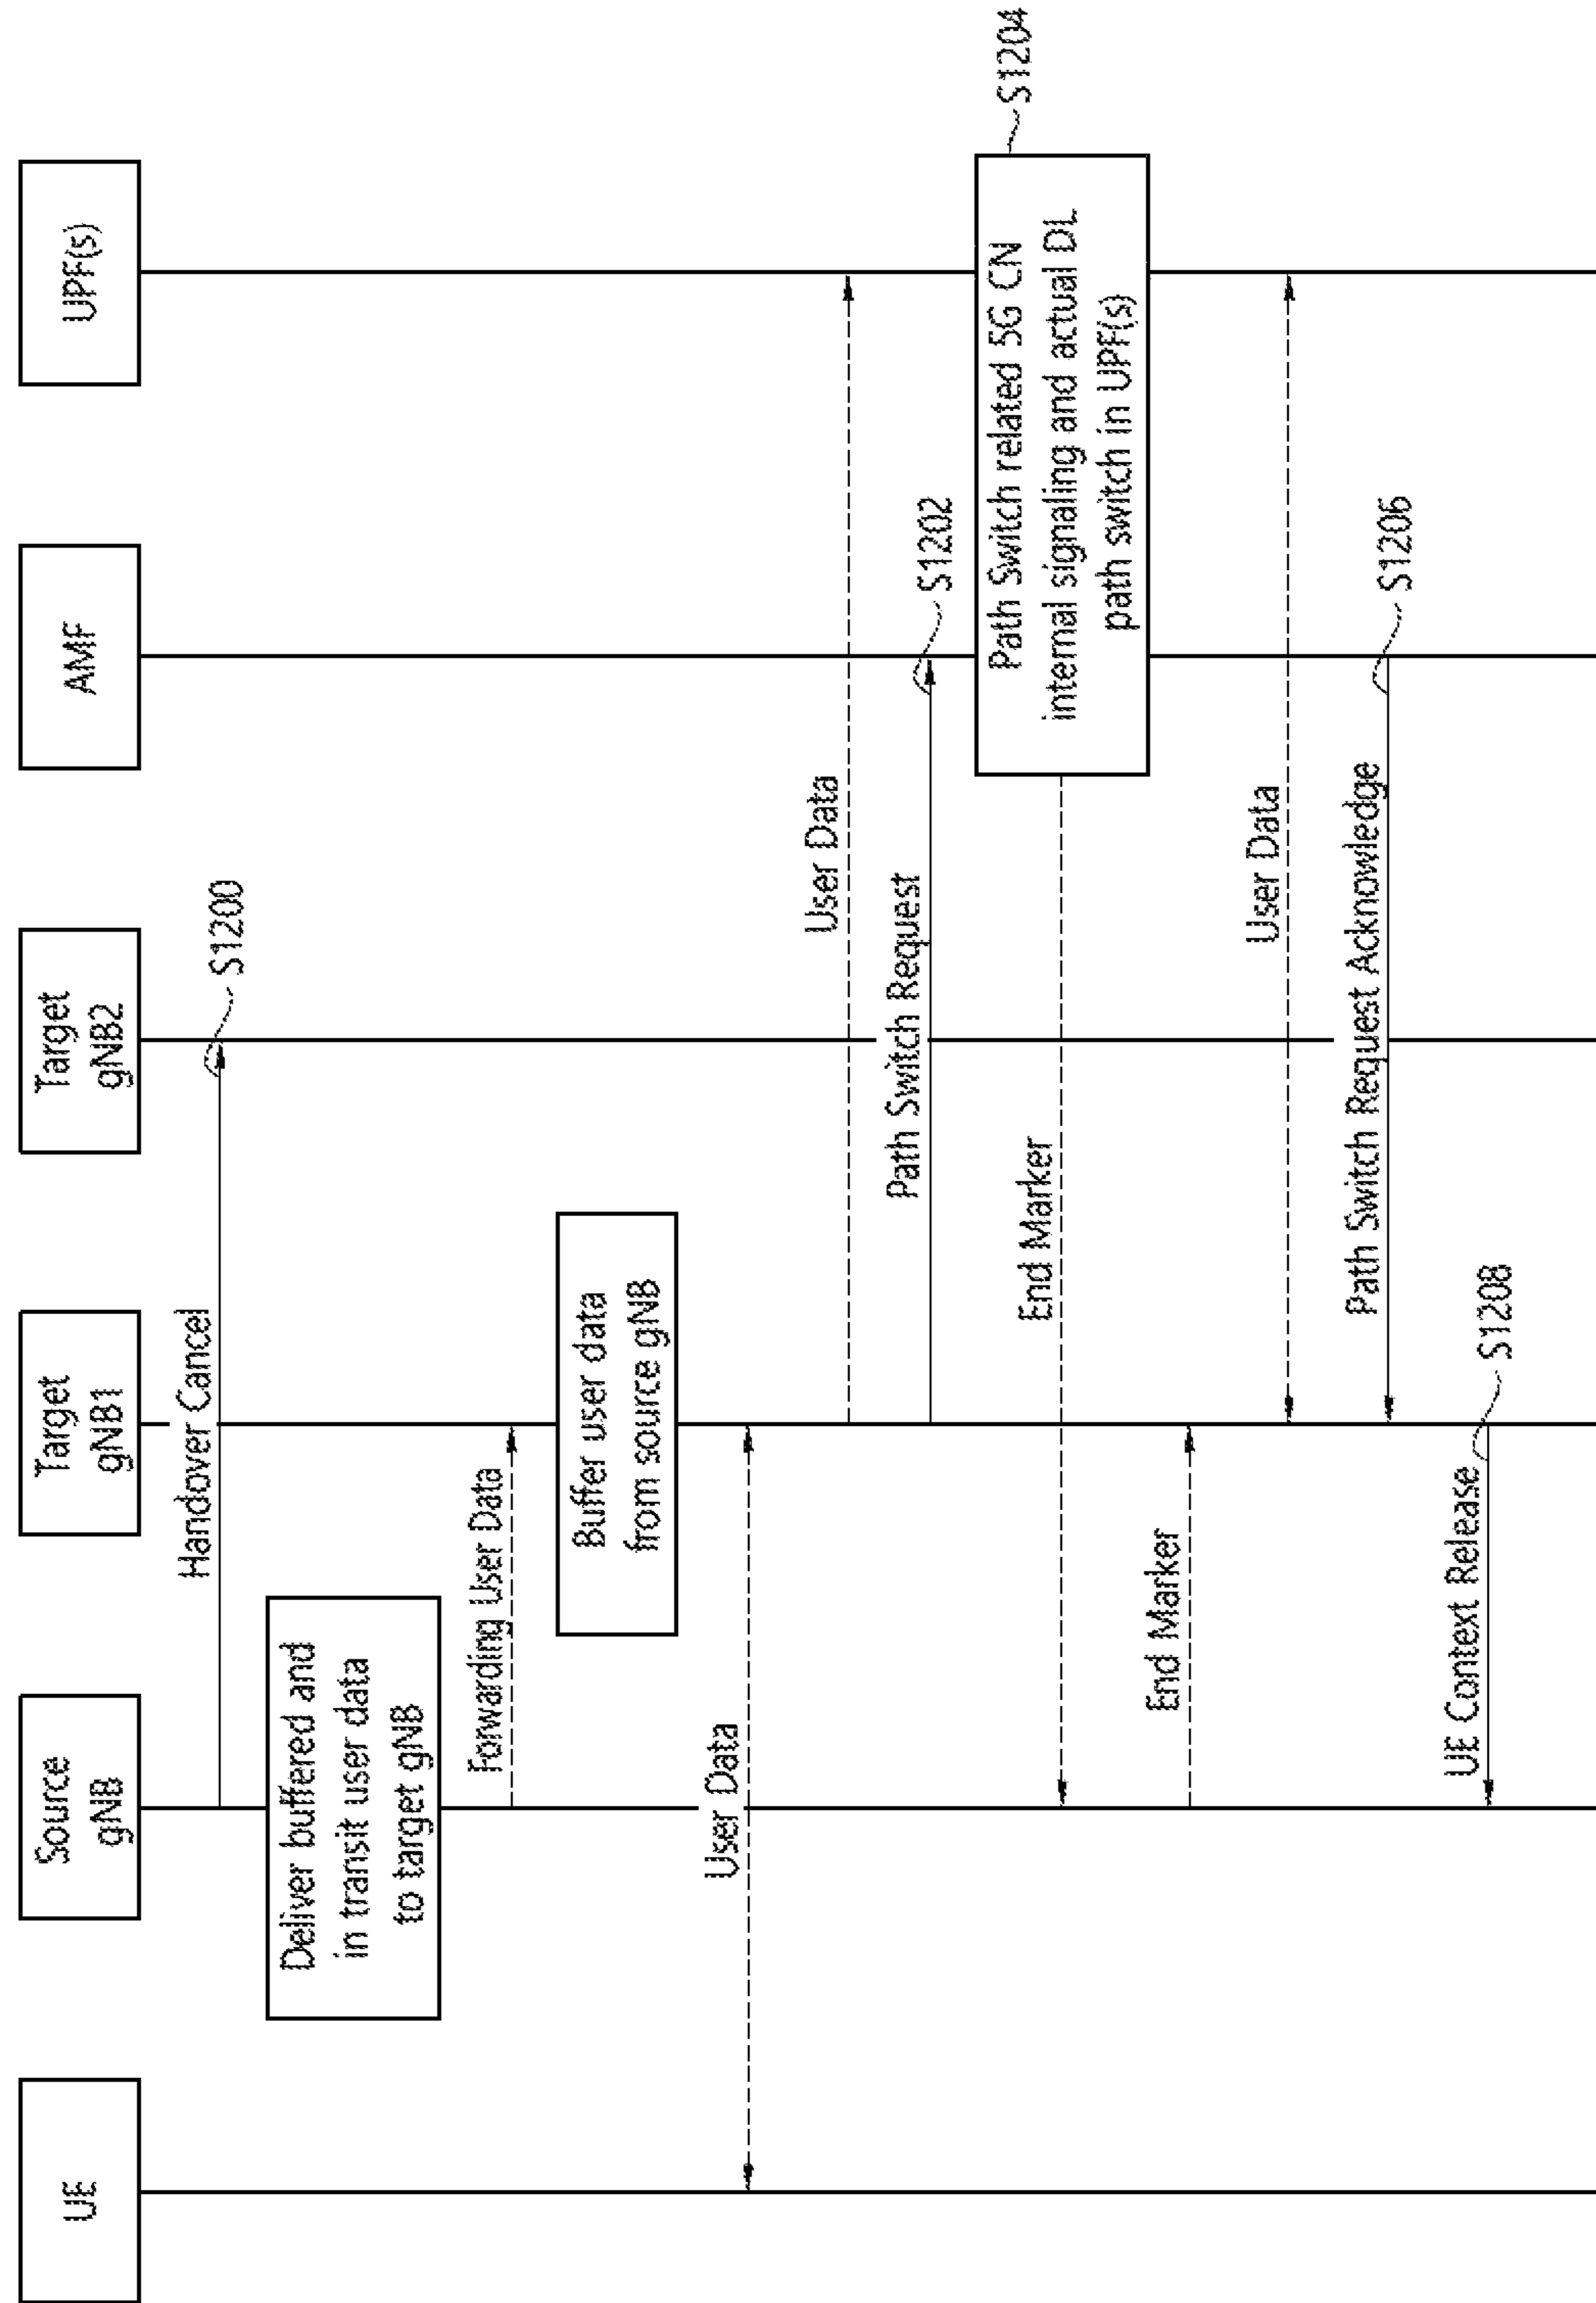 UE
Source
gNB
Target
gNB1
Target
gNB2
AMF
UPF(s)
Handover Cancel
S1200
Deliver buffered and
in transit user data
to target gNB
Forwarding User Data
Buffer user data
from source gNB
User Data
User Data
Path Switch Request
S1202
Path Switch related 5G CN
internal signaling and actual DL
path switch in UPF(s)
S1204
End Marker
End Marker
User Data
Path Switch Request Acknowledge
S1206
UE Context Release
S1208